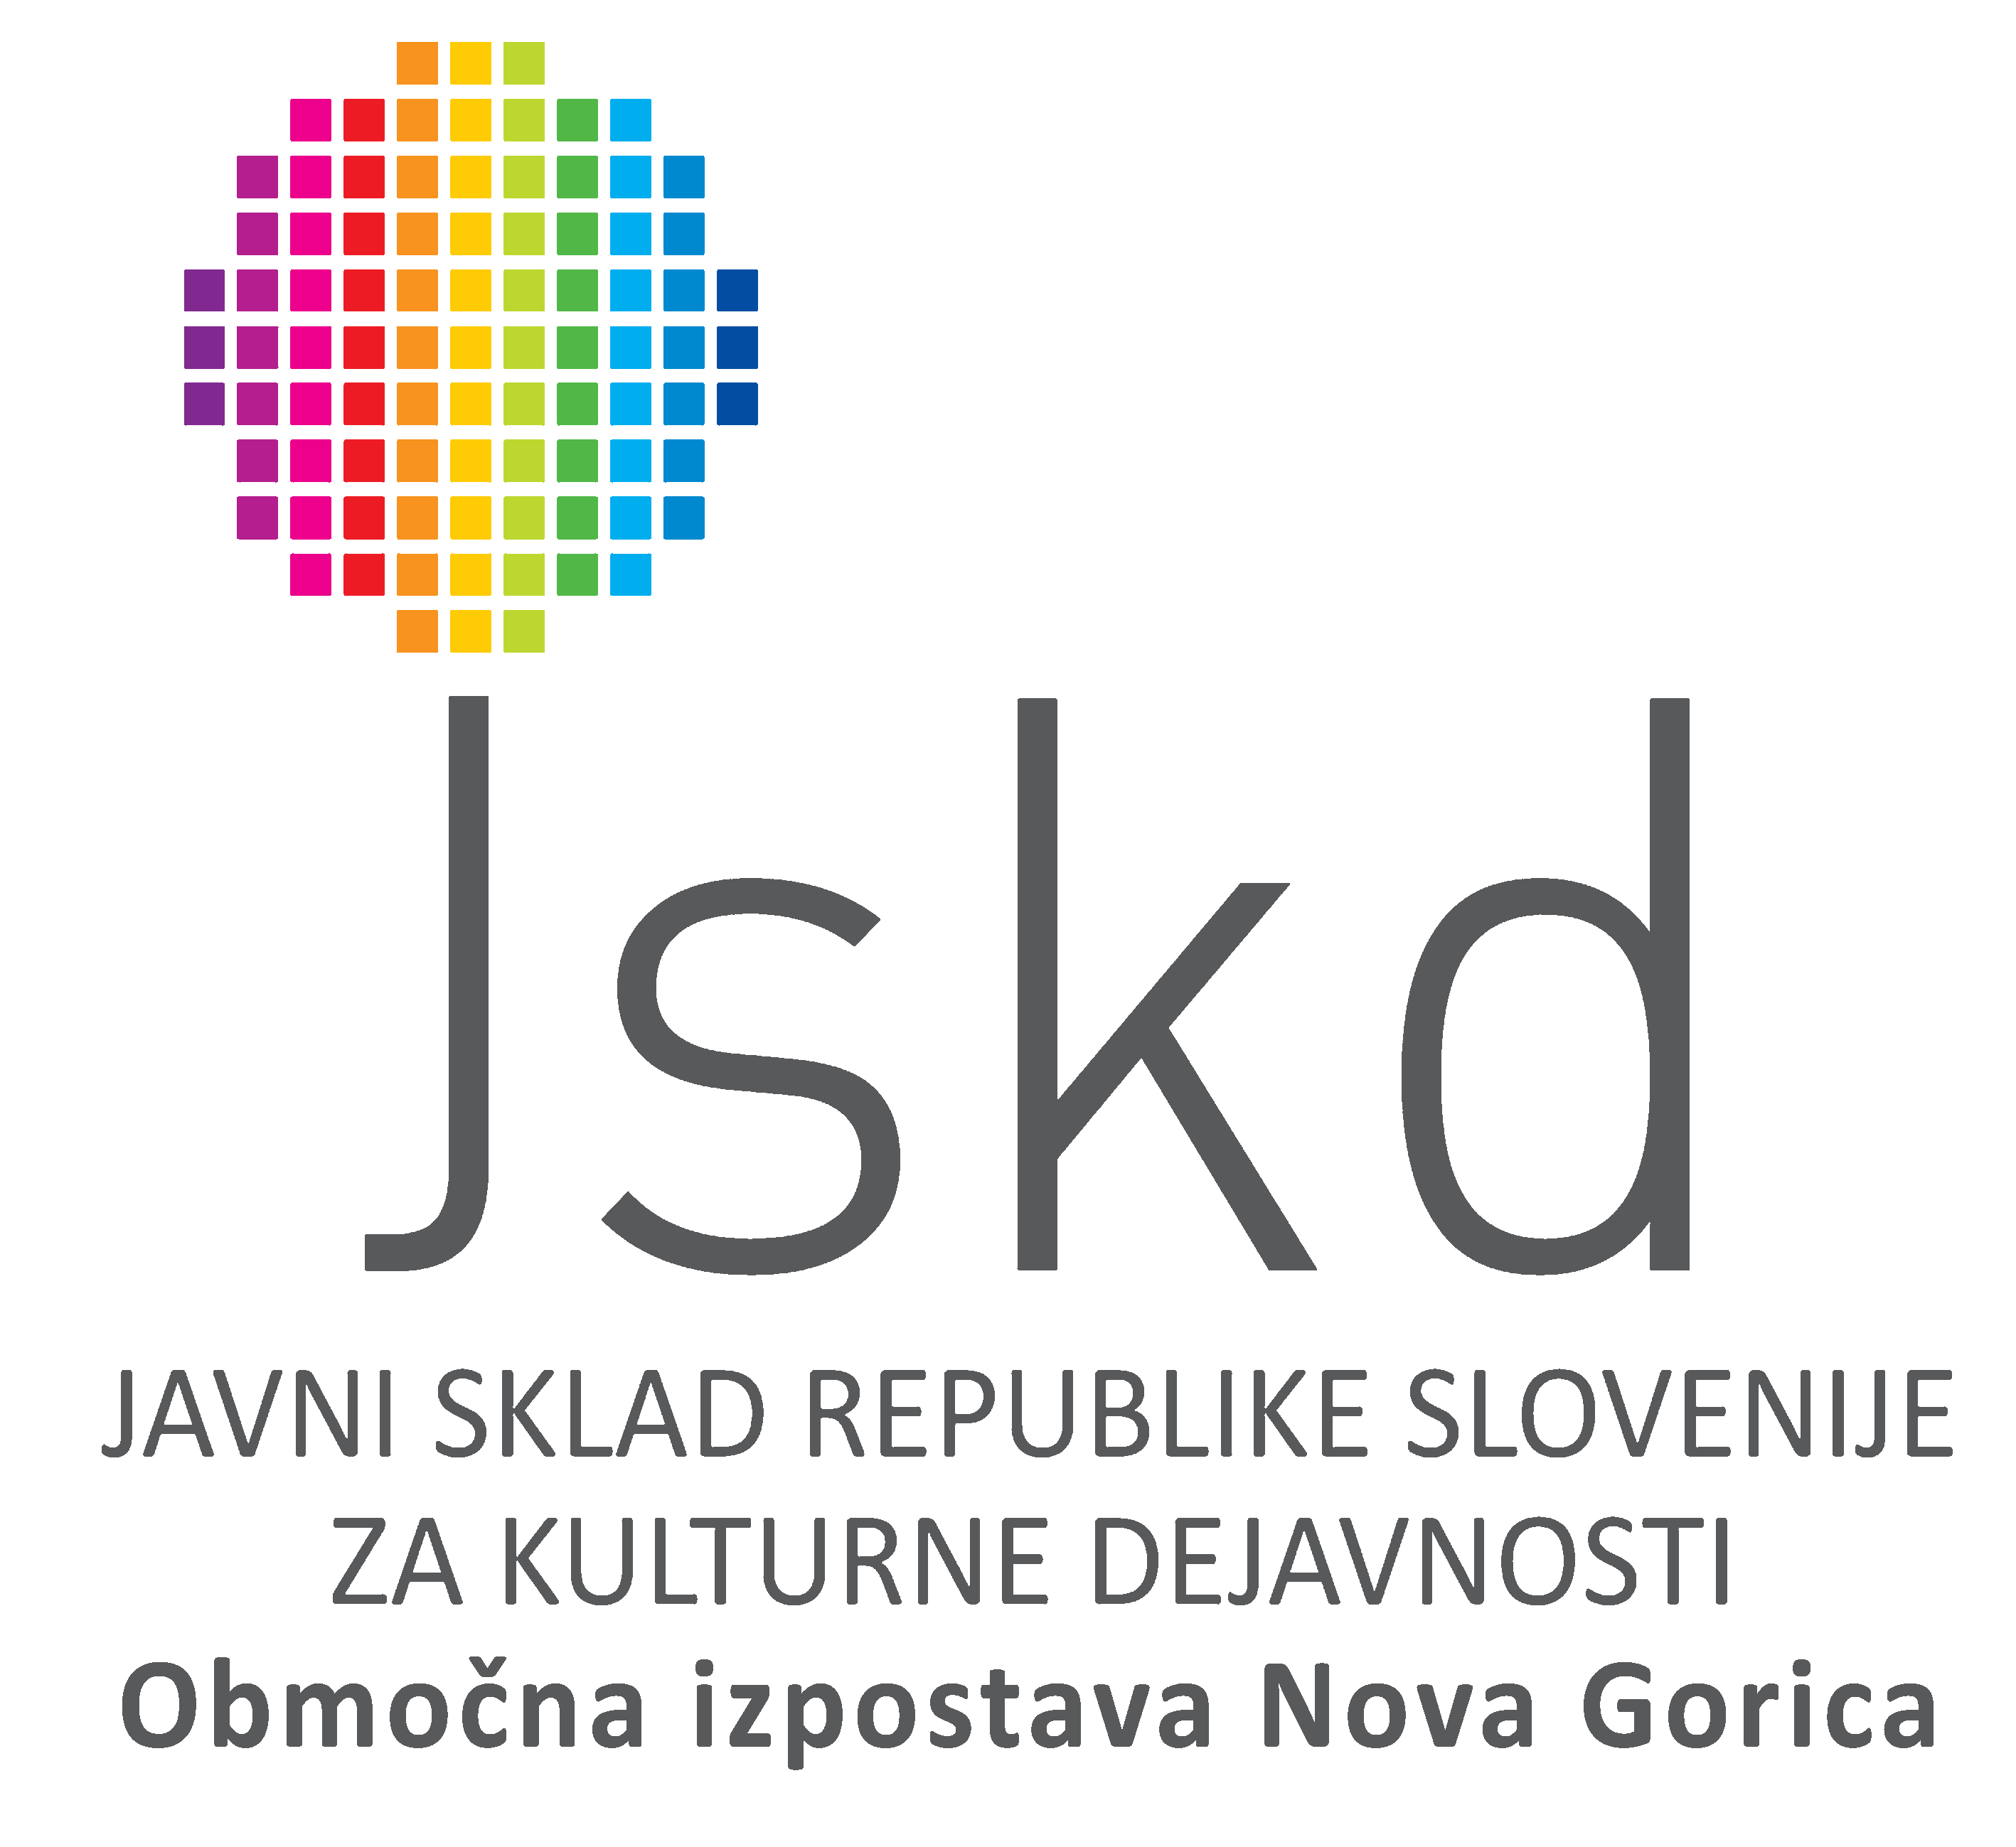 Jskd
JAVNI SKLAD REPUBLIKE SLOVENIJE
ZA KULTURNE DEJAVNOSTI
Območna izpostava Nova Gorica